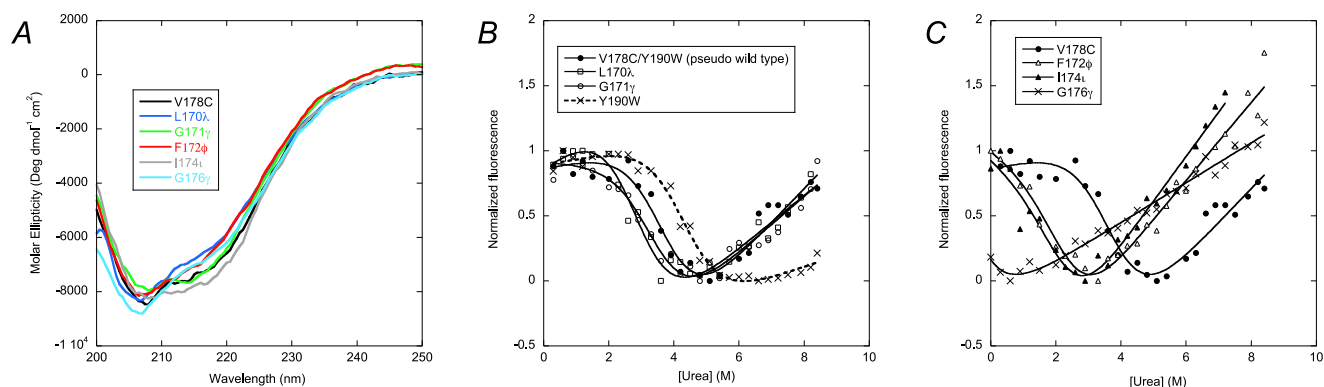 A
2000
0
-2000
-4000
-6000
-8000
-1 10⁴
Molar Ellipticity (Deg dmol⁻¹ cm²)
V178C
L170λ
G171γ
F172ϕ
I174ι
G176γ
200 210 220 230 240 250
Wavelength (nm)
B
2
1.5
1
0.5
0
-0.5
Normalized fluorescence
V178C/Y190W (pseudo wild type)
L170λ
G171γ
Y190W
0 2 4 6 8 10
[Urea] (M)
C
2
1.5
1
0.5
0
-0.5
Normalized fluorescence
V178C
F172ϕ
I174ι
G176γ
0 2 4 6 8 10
[Urea] (M)